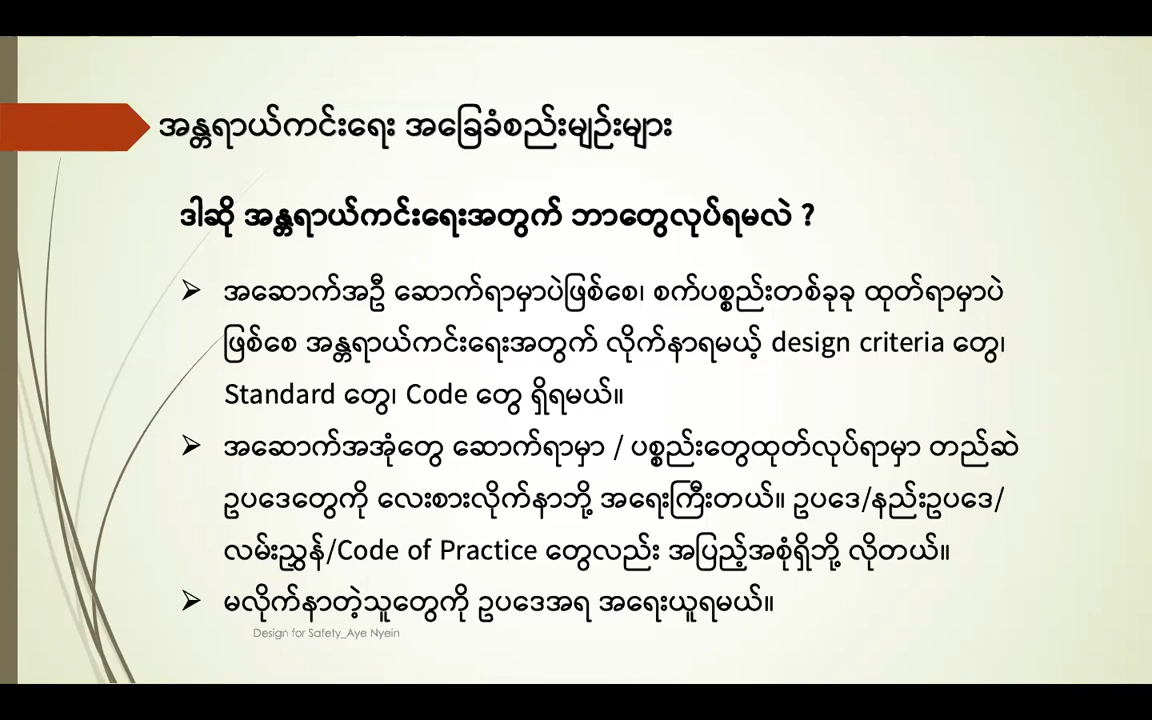 အန္တရာယ်ကင်းရေး အခြေခံစည်းမျဉ်းများ
ဒါဆို အန္တရာယ်ကင်းရေးအတွက် ဘာတွေလုပ်ရမလဲ ?
➢ အဆောက်အဦ ဆောက်ရာမှာပဲဖြစ်စေ၊ စက်ပစ္စည်းတစ်ခုခု ထုတ်ရာမှာပဲ
ဖြစ်စေ အန္တရာယ်ကင်းရေးအတွက် လိုက်နာရမယ့် design criteria တွေ၊
Standard တွေ၊ Code တွေ ရှိရမယ်။
➢ အဆောက်အအုံတွေ ဆောက်ရာမှာ / ပစ္စည်းတွေထုတ်လုပ်ရာမှာ တည်ဆဲ
ဥပဒေတွေကို လေးစားလိုက်နာဘို့ အရေးကြီးတယ်။ ဥပဒေ/နည်းဥပဒေ/
လမ်းညွှန်/Code of Practice တွေလည်း အပြည့်အစုံရှိဘို့ လိုတယ်။
➢ မလိုက်နာတဲ့သူတွေကို ဥပဒေအရ အရေးယူရမယ်။
Design for Safety_Aye Nyein